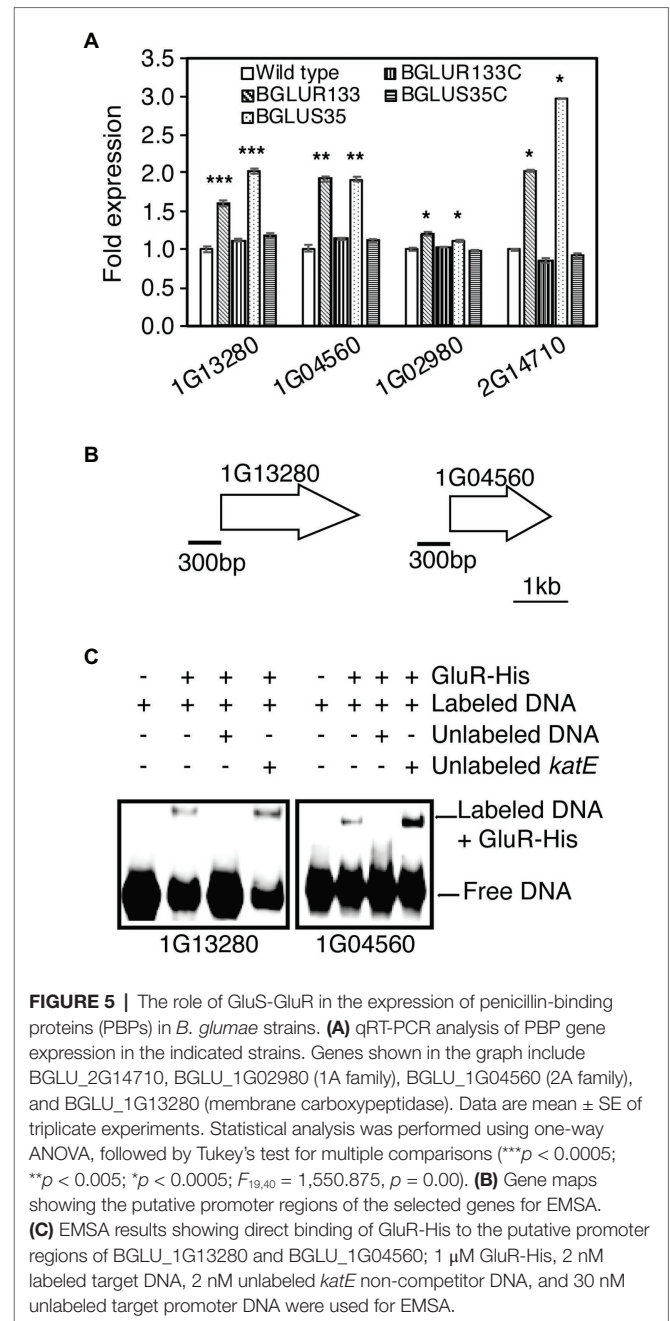 A
Fold expression
3.5
3.0
2.5
2.0
1.5
1.0
0.5
0.0
Wild type
BGLUR133C
BGLUR133
BGLUS35C
BGLUS35
*** *** ** ** * * * *
1G13280
1G04560
1G02980
2G14710
B
1G13280
1G04560
300bp
300bp
1kb
C
- + + + - + + + GluR-His
+ + + + + + + + Labeled DNA
- - + - - - + - Unlabeled DNA
- - - + - - - + Unlabeled katE
Labeled DNA
+ GluR-His
Free DNA
1G13280
1G04560
FIGURE 5 | The role of GluS-GluR in the expression of penicillin-binding
proteins (PBPs) in B. glumae strains. (A) qRT-PCR analysis of PBP gene
expression in the indicated strains. Genes shown in the graph include
BGLU_2G14710, BGLU_1G02980 (1A family), BGLU_1G04560 (2A family),
and BGLU_1G13280 (membrane carboxypeptidase). Data are mean ± SE of
triplicate experiments. Statistical analysis was performed using one-way
ANOVA, followed by Tukey's test for multiple comparisons (***p < 0.0005;
**p < 0.005; *p < 0.0005; F19,40 = 1,550.875, p = 0.00). (B) Gene maps
showing the putative promoter regions of the selected genes for EMSA.
(C) EMSA results showing direct binding of GluR-His to the putative promoter
regions of BGLU_1G13280 and BGLU_1G04560; 1 μM GluR-His, 2 nM
labeled target DNA, 2 nM unlabeled katE non-competitor DNA, and 30 nM
unlabeled target promoter DNA were used for EMSA.